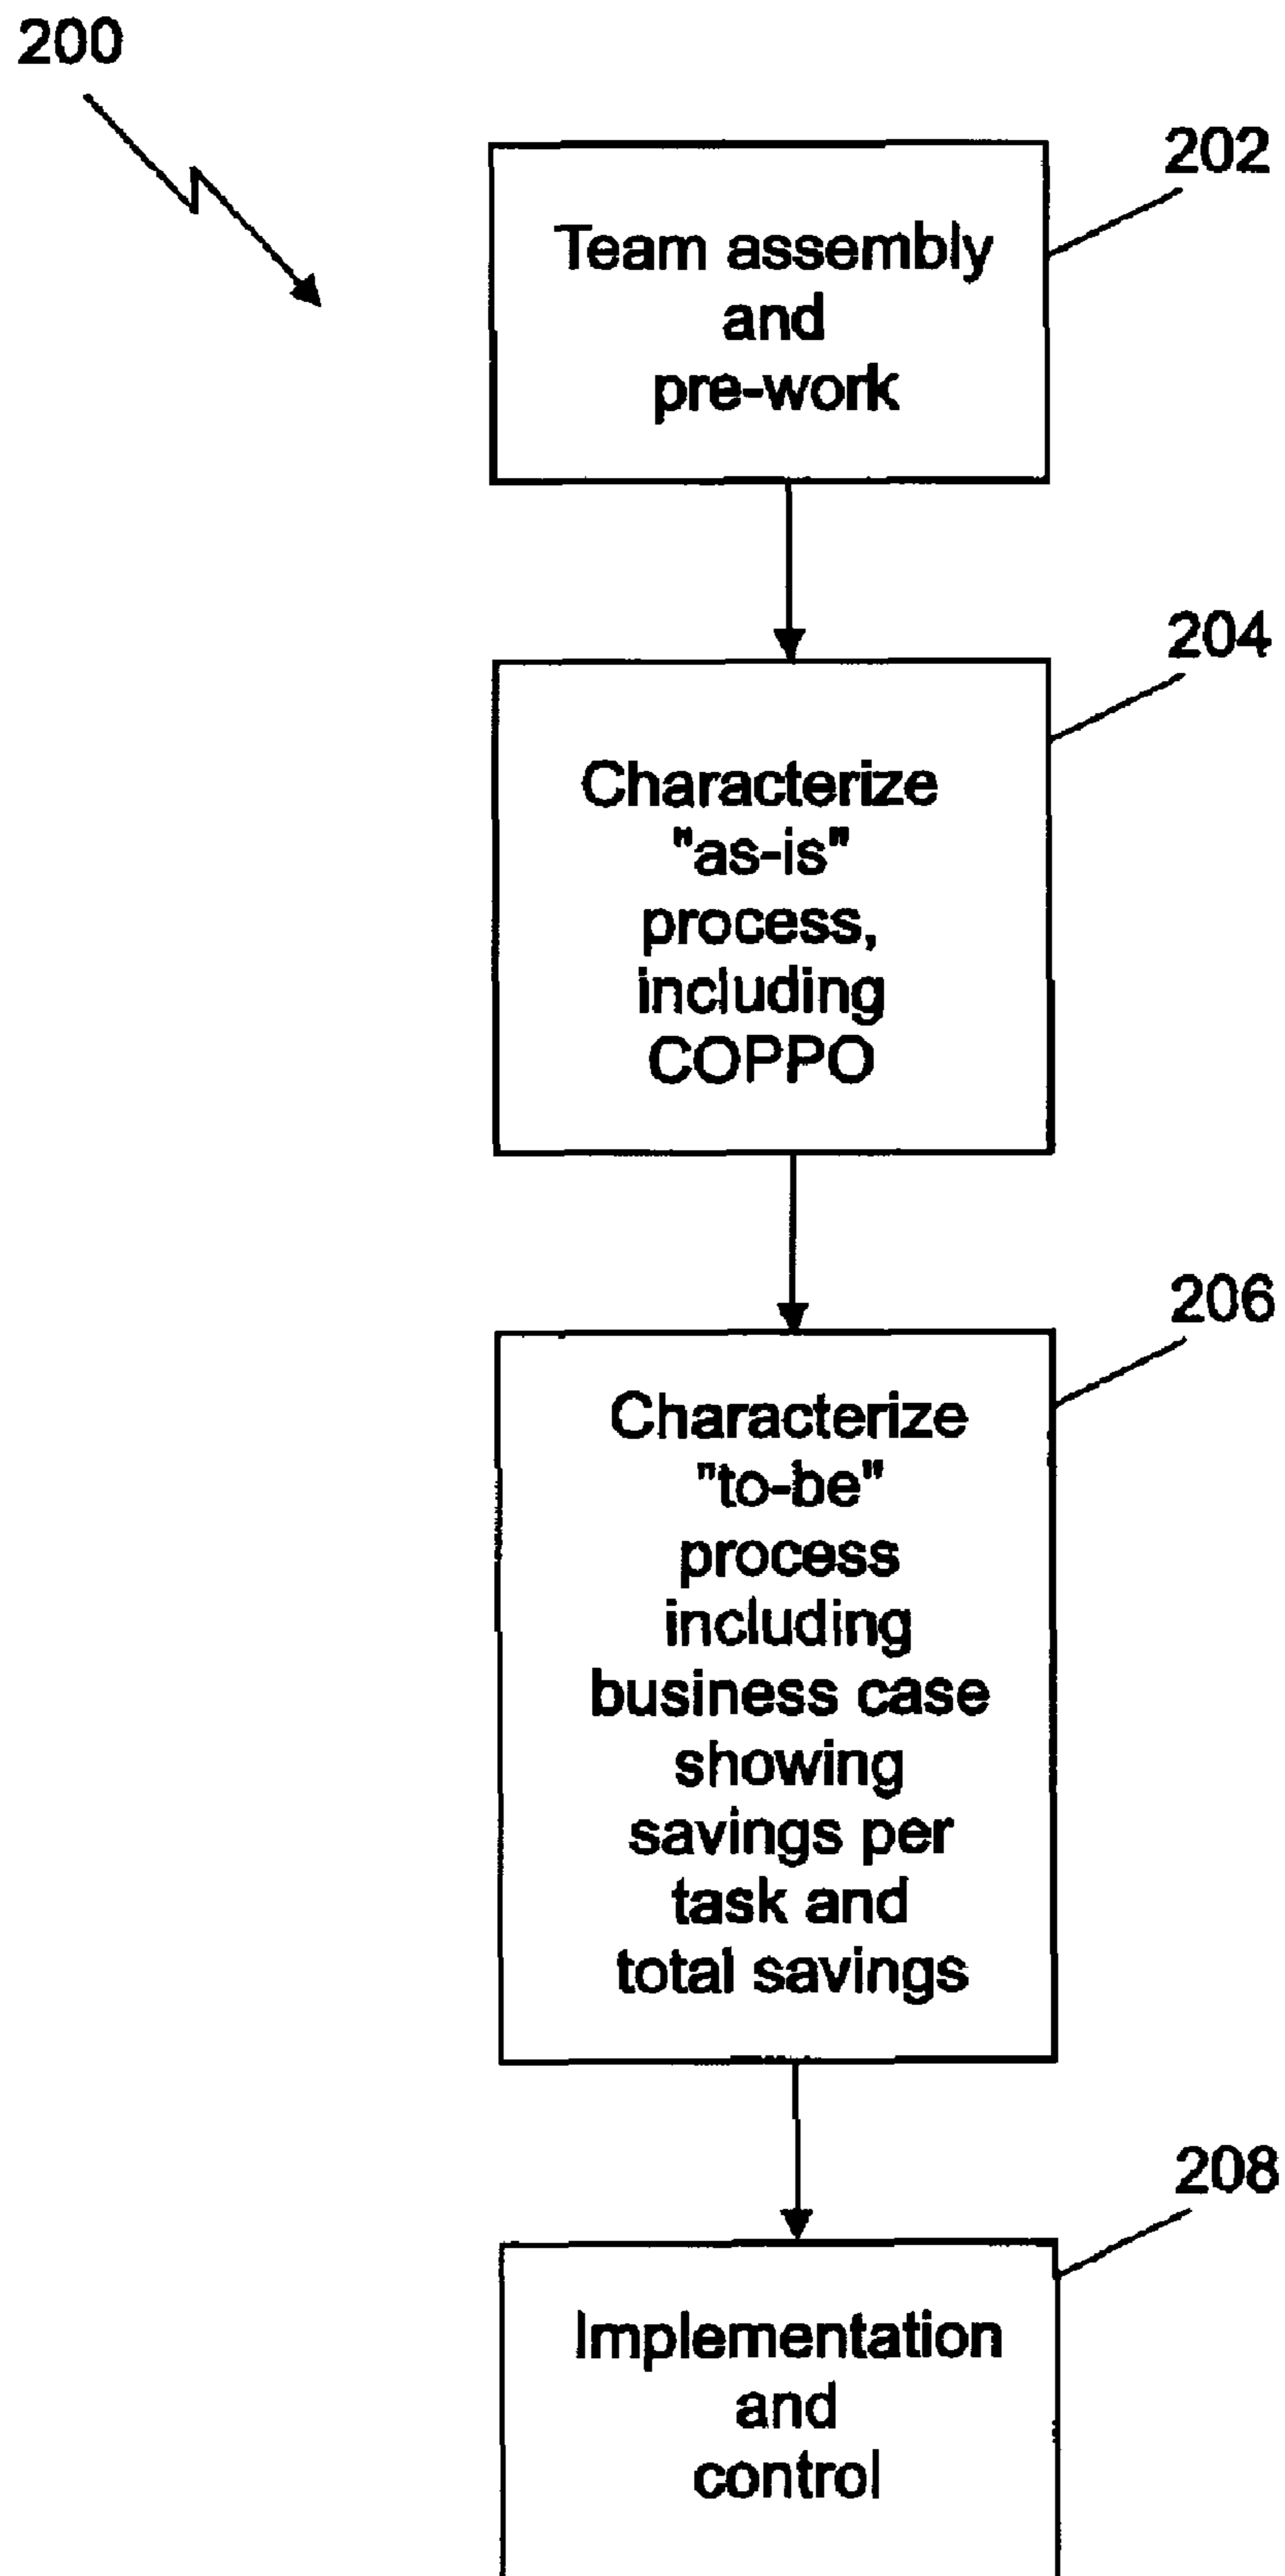 200
202
Team assembly
and
pre-work
204
Characterize
"as-is"
process,
including
COPPO
206
Characterize
"to-be"
process
including
business case
showing
savings per
task and
total savings
208
Implementation
and
control